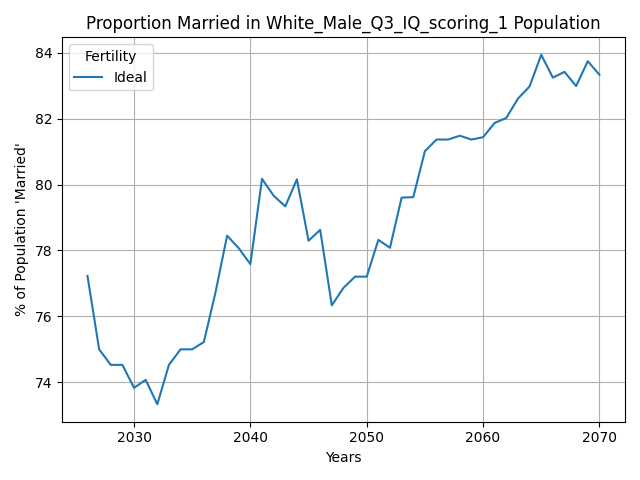 Proportion Married in White_Male_Q3_IQ_scoring_1 Population
Fertility
Ideal
% of Population 'Married'
84
82
80
78
76
74
2030
2040
2050
2060
2070
Years